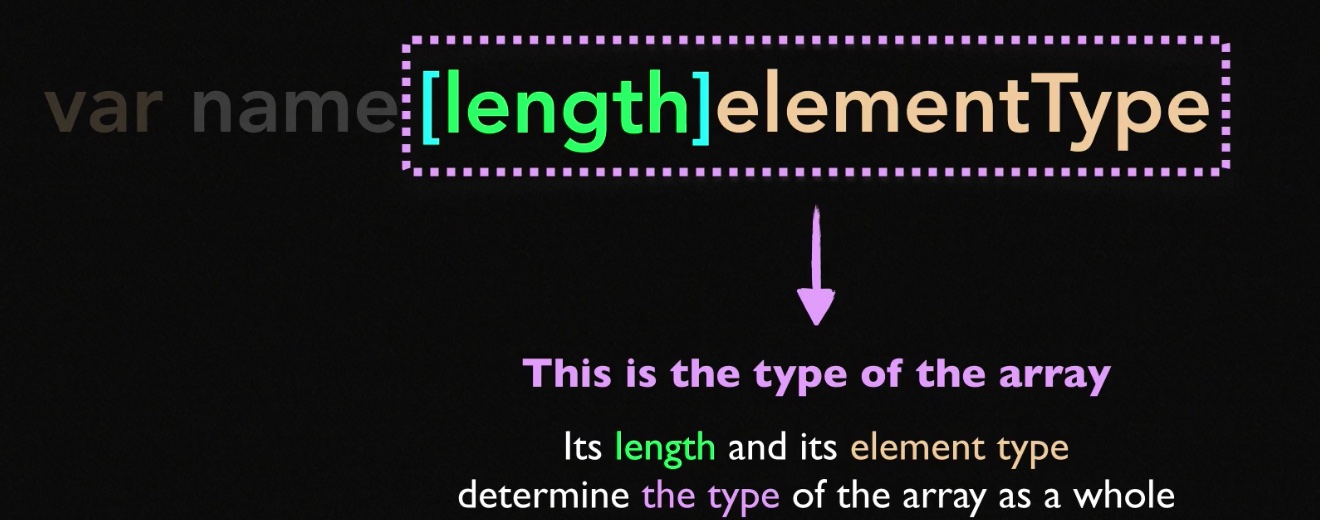 var name[length]elementType
This is the type of the array
Its length and its element type
determine the type of the array as a whole